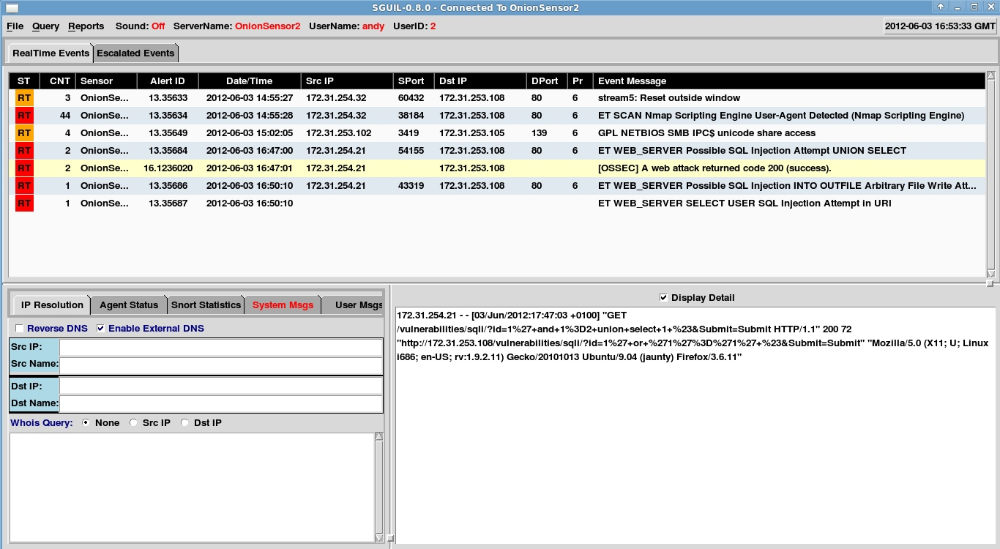 SGUIL-0.8.0 - Connected To OnionSensor2
File Query Reports Sound: Off ServerName: OnionSensor2 UserName: andy UserID: 2 2012-06-03 16:53:33 GMT
RealTime Events Escalated Events
ST CNT Sensor Alert ID Date/Time Src IP SPort Dst IP DPort Pr Event Message
RT 3 OnionSe... 13.35633 2012-06-03 14:55:27 172.31.254.32 60432 172.31.253.108 80 6 stream5: Reset outside window
RT 44 OnionSe... 13.35634 2012-06-03 14:55:28 172.31.254.32 38184 172.31.253.108 80 6 ET SCAN Nmap Scripting Engine User-Agent Detected (Nmap Scripting Engine)
RT 4 OnionSe... 13.35649 2012-06-03 15:02:05 172.31.253.102 3419 172.31.253.105 139 6 GPL NETBIOS SMB IPC$ unicode share access
RT 2 OnionSe... 13.35684 2012-06-03 16:47:00 172.31.254.21 54155 172.31.253.108 80 6 ET WEB_SERVER Possible SQL Injection Attempt UNION SELECT
RT 2 OnionSe... 16.1236020 2012-06-03 16:47:01 172.31.254.21 172.31.253.108 [OSSEC] A web attack returned code 200 (success).
RT 1 OnionSe... 13.35686 2012-06-03 16:50:10 172.31.254.21 43319 172.31.253.108 80 6 ET WEB_SERVER Possible SQL Injection INTO OUTFILE Arbitrary File Write Att...
RT 1 OnionSe... 13.35687 2012-06-03 16:50:10 ET WEB_SERVER SELECT USER SQL Injection Attempt in URI
IP Resolution Agent Status Snort Statistics System Msgs User Msgs
Reverse DNS Enable External DNS
Src IP:
Src Name:
Dst IP:
Dst Name:
Whois Query: None Src IP Dst IP
Display Detail
172.31.254.21 - - [03/Jun/2012:17:47:03 +0100] "GET
/vulnerabilities/sqli/?id=1%27+and+1%3D2+union+select+1+%23&Submit=Submit HTTP/1.1" 200 72
"http://172.31.253.108/vulnerabilities/sqli/?id=1%27+or+%271%27%3D%271%27+%23&Submit=Submit" "Mozilla/5.0 (X11; U; Linux
i686; en-US; rv:1.9.2.11) Gecko/20101013 Ubuntu/9.04 (jaunty) Firefox/3.6.11"